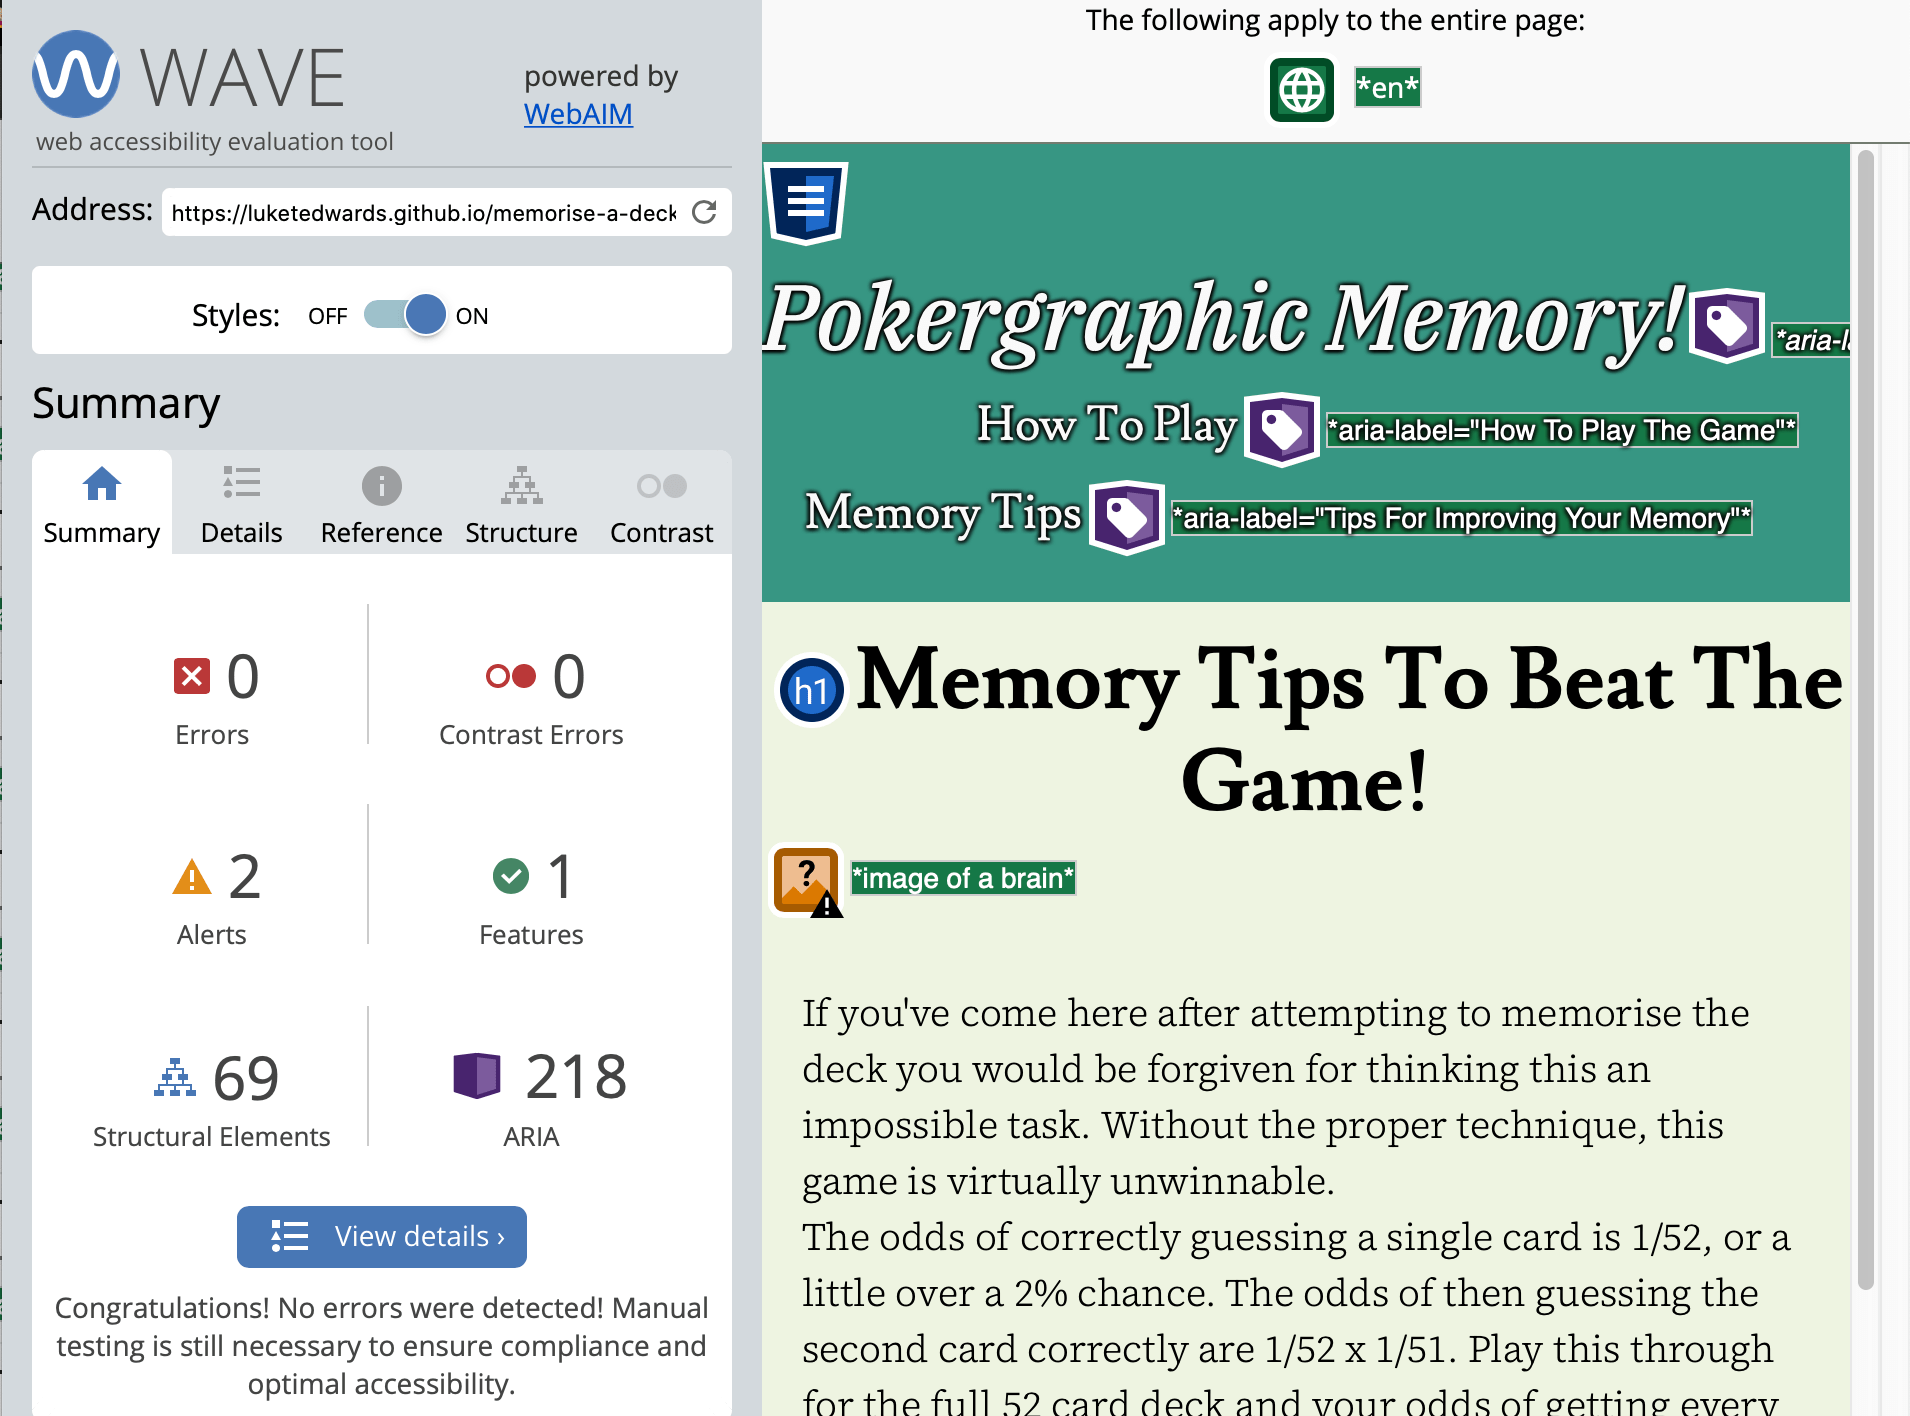 WAVE
powered by
WebAIM
web accessibility evaluation tool
Address:
https://luketedwards.github.io/memorise-a-deck
Styles:
OFF
ON
Summary
Summary
Details
Reference
Structure
Contrast
0
Errors
0
Contrast Errors
2
Alerts
1
Features
69
Structural Elements
218
ARIA
View details ›
Congratulations! No errors were detected! Manual
testing is still necessary to ensure compliance and
optimal accessibility.
The following apply to the entire page:
*en*
Pokergraphic Memory!
*aria-la
How To Play
*aria-label="How To Play The Game"*
Memory Tips
*aria-label="Tips For Improving Your Memory"*
h1
Memory Tips To Beat The
Game!
*image of a brain*
If you've come here after attempting to memorise the
deck you would be forgiven for thinking this an
impossible task. Without the proper technique, this
game is virtually unwinnable.
The odds of correctly guessing a single card is 1/52, or a
little over a 2% chance. The odds of then guessing the
second card correctly are 1/52 x 1/51. Play this through
for the full 52 card deck and your odds of getting every